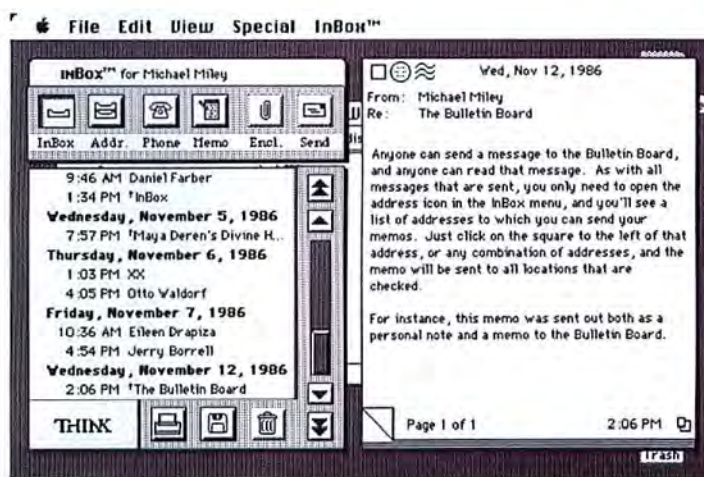 File Edit View Special InBox™
INBOX™ for Michael Miley
InBox Addr. Phone Memo Encl. Send
9:46 AM Daniel Farber
1:34 PM †InBox
Wednesday, November 5, 1986
7:57 PM †Maya Deren's Divine H...
Thursday, November 6, 1986
1:03 PM XX
4:05 PM Otto Waldorf
Friday, November 7, 1986
10:36 AM Eileen Drapiza
4:54 PM Jerry Borrell
Wednesday, November 12, 1986
2:06 PM †The Bulletin Board
THINK
Wed, Nov 12, 1986
From: Michael Miley
Re: The Bulletin Board
Anyone can send a message to the Bulletin Board,
and anyone can read that message. As with all
messages that are sent, you only need to open the
address icon in the InBox menu, and you'll see a
list of addresses to which you can send your
memos. Just click on the square to the left of that
address, or any combination of addresses, and the
memo will be sent to all locations that are
checked.
For instance, this memo was sent out both as a
personal note and a memo to the Bulletin Board.
Page 1 of 1 2:06 PM
Trash